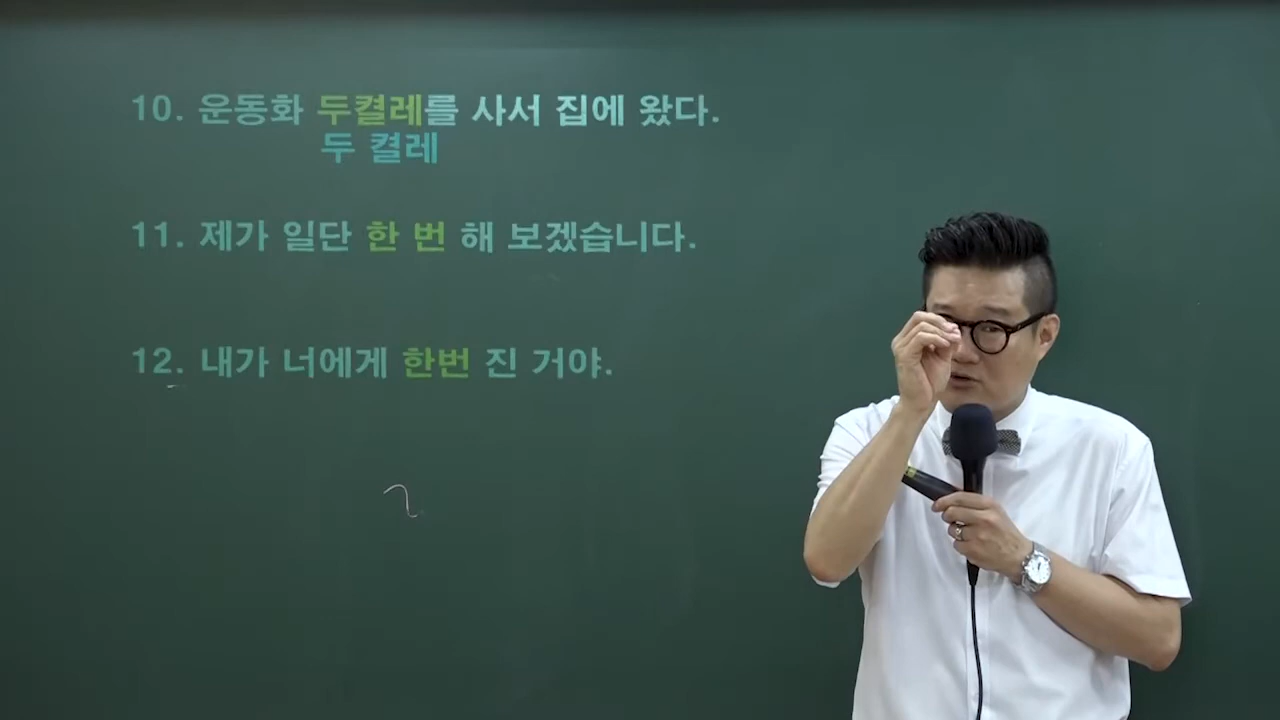 10. 운동화 두켤레를 사서 집에 왔다.
두 켤레
11. 제가 일단 한 번 해 보겠습니다.
12. 내가 너에게 한번 진 거야.